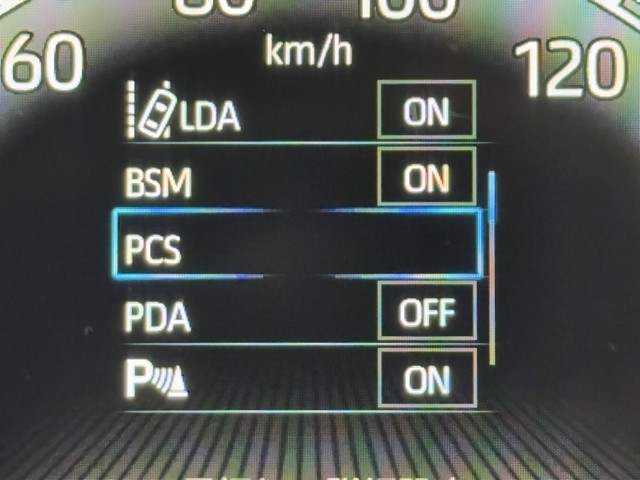 80 100
60 km/h 120
LDA ON
BSM ON
PCS
PDA OFF
P ON